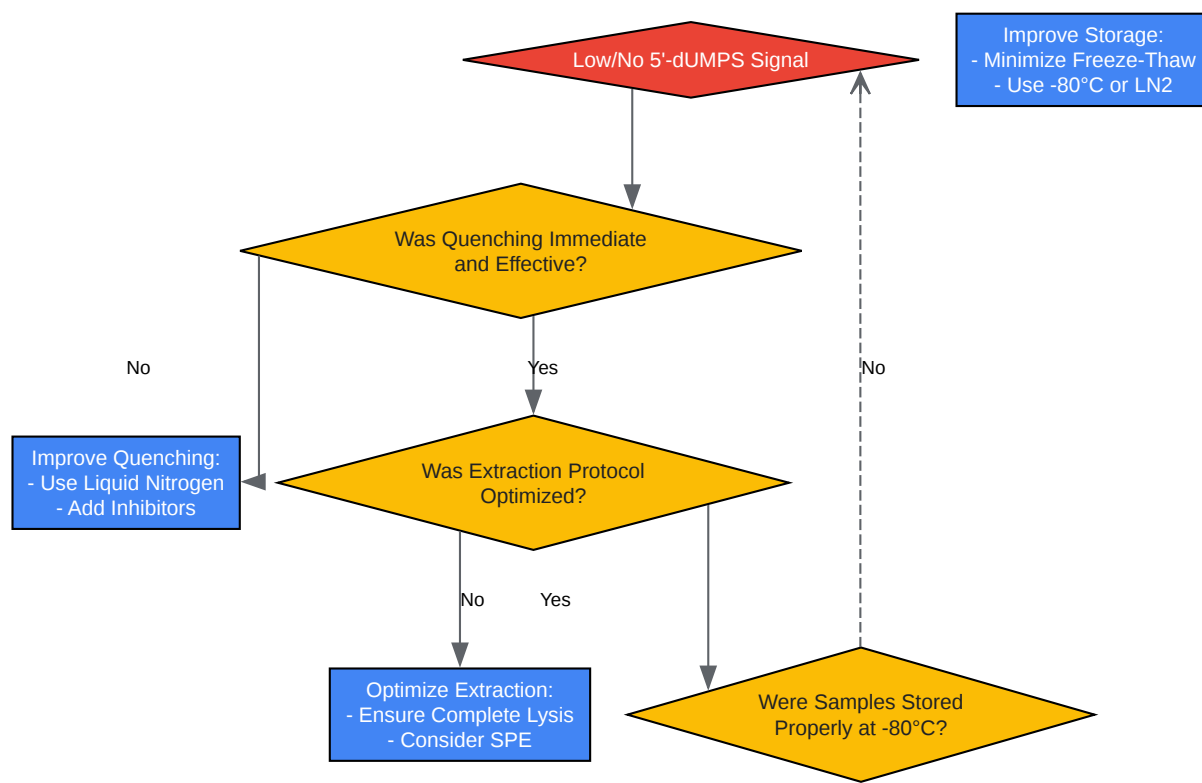 Low/No 5'-dUMPS Signal
Improve Storage:
- Minimize Freeze-Thaw
- Use -80°C or LN2
Was Quenching Immediate
and Effective?
No
Yes
No
Improve Quenching:
- Use Liquid Nitrogen
- Add Inhibitors
Was Extraction Protocol
Optimized?
No
Yes
Optimize Extraction:
- Ensure Complete Lysis
- Consider SPE
Were Samples Stored
Properly at -80°C?